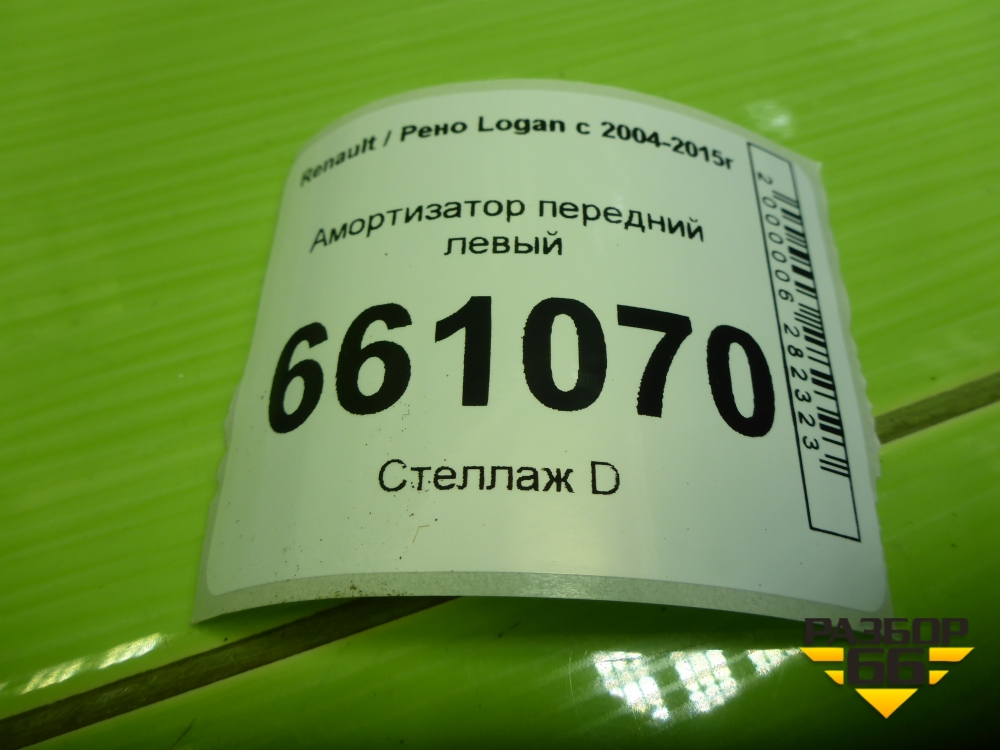 Renault / Рено Logan с 2004-2015г
Амортизатор передний
левый
661070
Стеллаж D
2000006282323
РАЗБОР
66